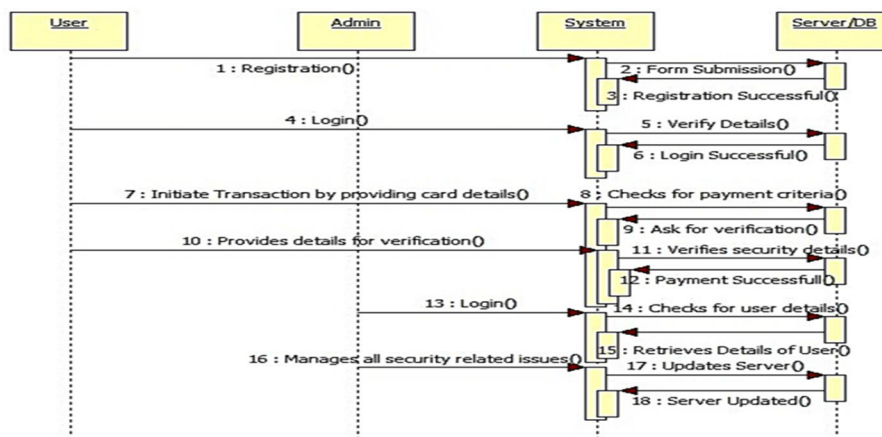 User
Admin
System
Server/DB
1 : Registration()
2 : Form Submission()
3 : Registration Successful()
4 : Login()
5 : Verify Details()
6 : Login Successful()
7 : Initiate Transaction by providing card details()
8 : Checks for payment criteria()
9 : Ask for verification()
10 : Provides details for verification()
11 : Verifies security details()
12 : Payment Successfull()
13 : Login()
14 : Checks for user details()
15 : Retrieves Details of User()
16 : Manages all security related issues()
17 : Updates Server()
18 : Server Updated()